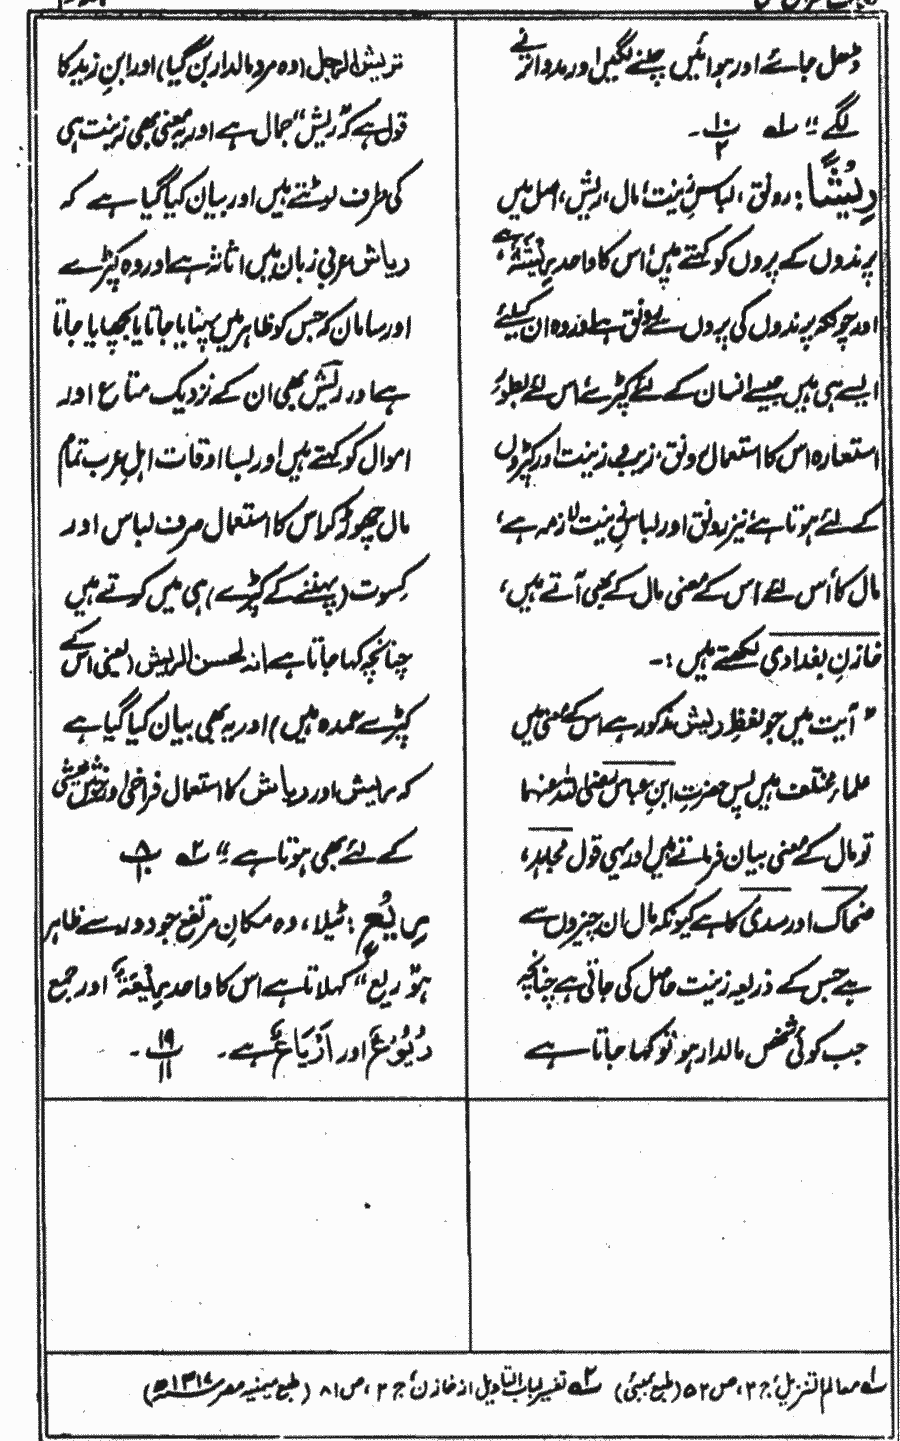 ڈھل جائے اور ہوائیں چلنے لگیں اور مدو اترنے
لگے" لہ ۱۰/۲ ۔
رِیْشًا: رونق، لباسِ زینت، مال، ریش، اصل میں
پرندوں کے پروں کو کہتے ہیں، اس کا واحد رِیْشَۃٌ ہے،
اور چونکہ پرندوں کی پروں سے رونق ہے اور وہ ان کیلئے
ایسے ہی ہیں جیسے انسان کے لئے کپڑے اس لئے بطور
استعارہ اس کا استعمال رونق، زیب و زینت اور کپڑوں
کے لئے ہوتا ہے، نیز رونق اور لباس زینت لازمہ ہے،
مال کا، اس لئے اس کے معنی مال کے بھی آتے ہیں،
خازن بغدادی لکھتے ہیں :۔
" آیت میں جو لفظِ ریش مذکور ہے اس کے معنی میں
علماء مختلف ہیں پس حضرت ابن عباس رضی اللہ عنہما
تو مال کے معنی بیان فرماتے ہیں اور یہی قول مجاہد،
ضحاک اور سدی کا ہے کیونکہ مال ان چیزوں سے
ہے جس کے ذریعہ زینت حاصل کی جاتی ہے چنانچہ
جب کوئی شخص مالدار ہو تو کہا جاتا ہے
تریش الرجل (وہ مرد مالدار بن گیا) اور ابن زید کا
قول ہے کہ "ریش" جمال ہے اور یہ معنی بھی زینت ہی
کی طرف لوٹتے ہیں اور بیان کیا گیا ہے کہ
ریاش عربی زبان میں اثاثہ ہے اور وہ کپڑے
اور سامان کہ جس کو ظاہر میں پہنایا جاتا یا بچھایا جاتا
ہے اور ریش بھی ان کے نزدیک متاع اور
اموال کو کہتے ہیں اور بسا اوقات اہل عرب تمام
مال چھوڑ کر اس کا استعمال صرف لباس اور
کسوت (پہننے کے کپڑے) ہی میں کرتے ہیں
چنانچہ کہا جاتا ہے انہ لحسن الریش (یعنی اس کے
کپڑے عمدہ ہیں) اور یہ بھی بیان کیا گیا ہے
کہ ریش اور ریاش کا استعمال فراخی اور خوش عیشی
کے لئے بھی ہوتا ہے" ۲ہ ۸/۱۰
رِیْعٍ : ٹیلا، وہ مکانِ مرتفع جو دور سے ظاہر
ہو "ریع" کہلاتا ہے اس کا واحد رِیْعَۃٌ اور جمع
رُیُوْعٌ اور اَرْیَاعٌ ہے۔ ۱۹/۱۱ ۔
۱ہ معالم التنزیل، ج ۲، ص ۵۲ (طبع بمبئی) ۲ہ تفسیر لباب التاویل از خازن، ج ۲، ص ۸۱ (طبع میمنیہ مصر ۱۳۱۷ھ)